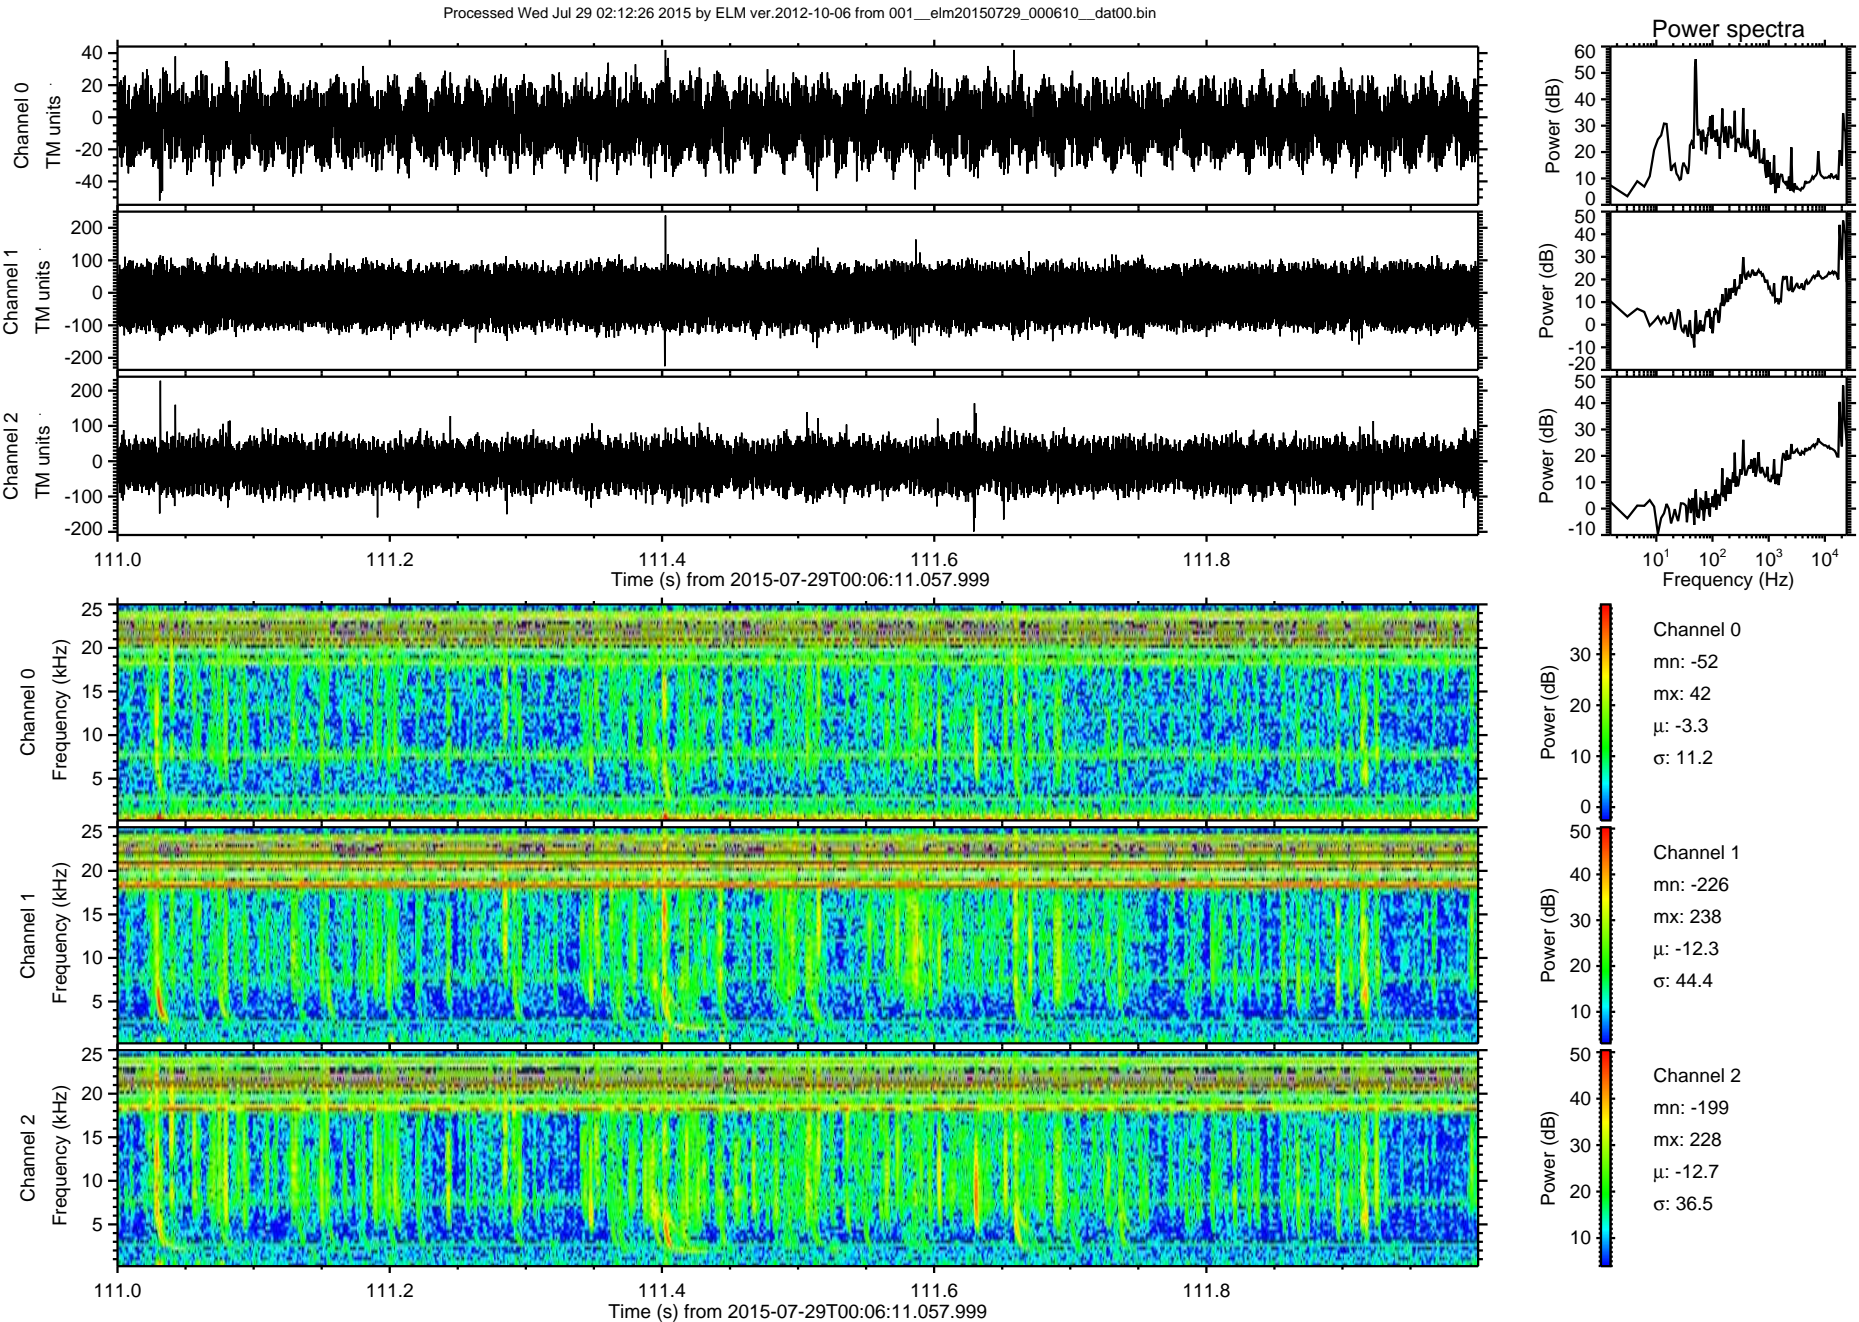 Processed Wed Jul 29 02:12:26 2015 by ELM ver.2012-10-06 from 001__elm20150729_000610__dat00.bin
Power spectra
Channel 0
TM units
40
20
0
-20
-40
Power (dB)
60
50
40
30
20
10
0
Channel 1
TM units
200
100
0
-100
-200
Power (dB)
50
40
30
20
10
0
-10
-20
Channel 2
TM units
200
100
0
-100
-200
Power (dB)
50
40
30
20
10
0
-10
111.0 111.2 111.4 111.6 111.8
Time (s) from 2015-07-29T00:06:11.057.999
10^1 10^2 10^3 10^4
Frequency (Hz)
Channel 0
Frequency (kHz)
25
20
15
10
5
Power (dB)
30
20
10
0
Channel 0
mn: -52
mx: 42
μ: -3.3
σ: 11.2
Channel 1
Frequency (kHz)
25
20
15
10
5
Power (dB)
50
40
30
20
10
Channel 1
mn: -226
mx: 238
μ: -12.3
σ: 44.4
Channel 2
Frequency (kHz)
25
20
15
10
5
Power (dB)
50
40
30
20
10
Channel 2
mn: -199
mx: 228
μ: -12.7
σ: 36.5
111.0 111.2 111.4 111.6 111.8
Time (s) from 2015-07-29T00:06:11.057.999